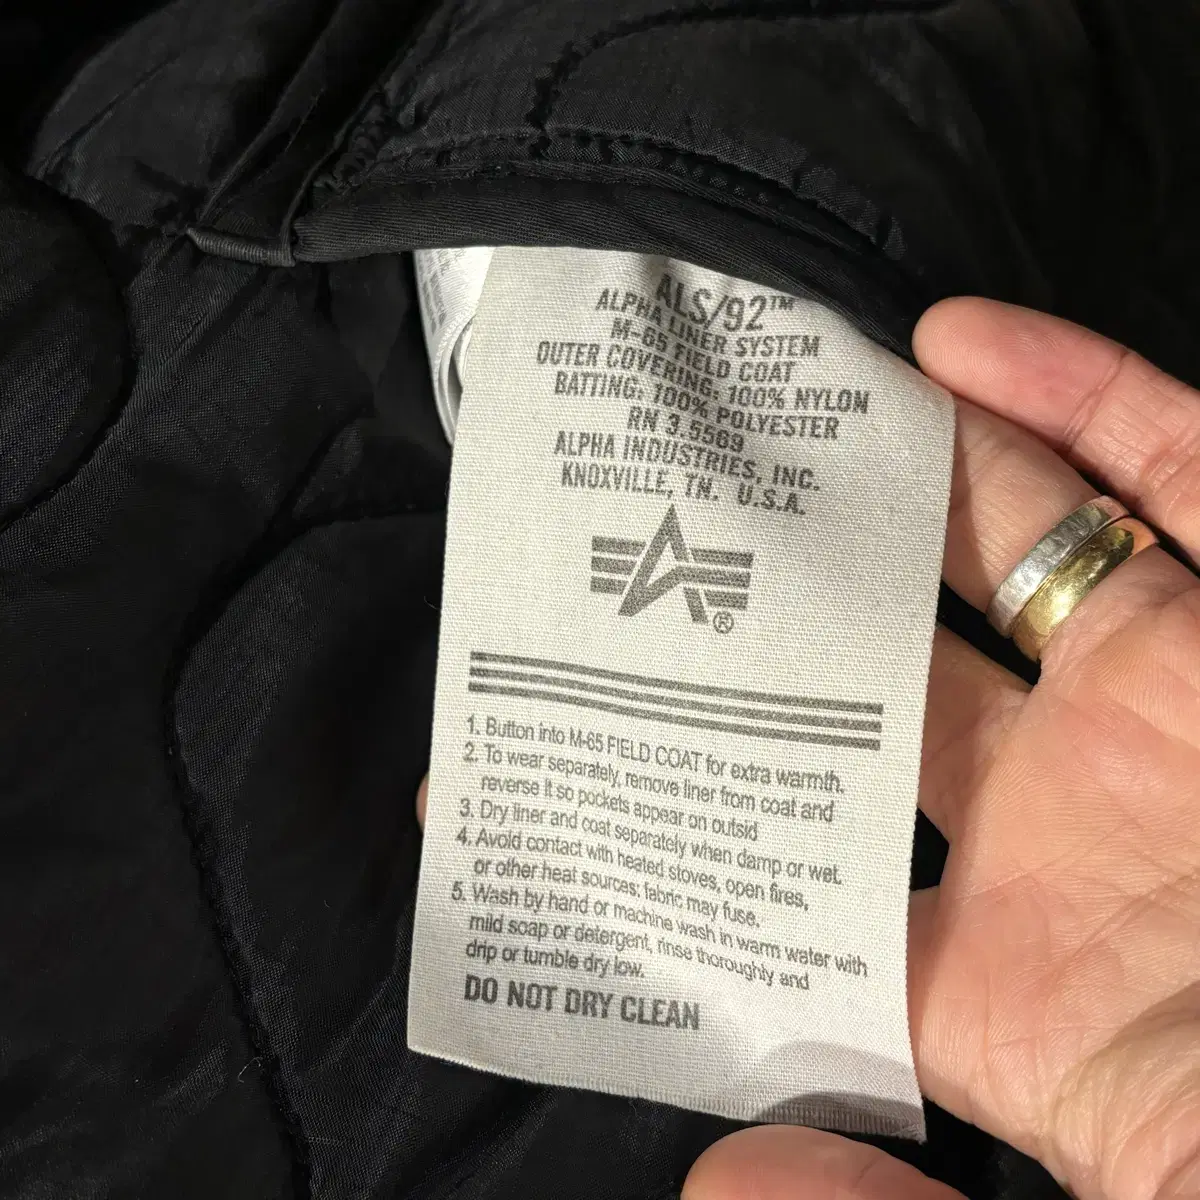 ALS/92™
ALPHA LINER SYSTEM
M-65 FIELD COAT
OUTER COVERING: 100% NYLON
BATTING: 100% POLYESTER
RN 3.5569
ALPHA INDUSTRIES, INC.
KNOXVILLE, TN. U.S.A.
®
1. Button into M-65 FIELD COAT for extra warmth.
2. To wear separately, remove liner from coat and
reverse it so pockets appear on outsid
3. Dry liner and coat separately when damp or wet.
4. Avoid contact with heated stoves, open fires,
or other heat sources: fabric may fuse.
5. Wash by hand or machine wash in warm water with
mild soap or detergent, rinse thoroughly and
drip or tumble dry low.
DO NOT DRY CLEAN